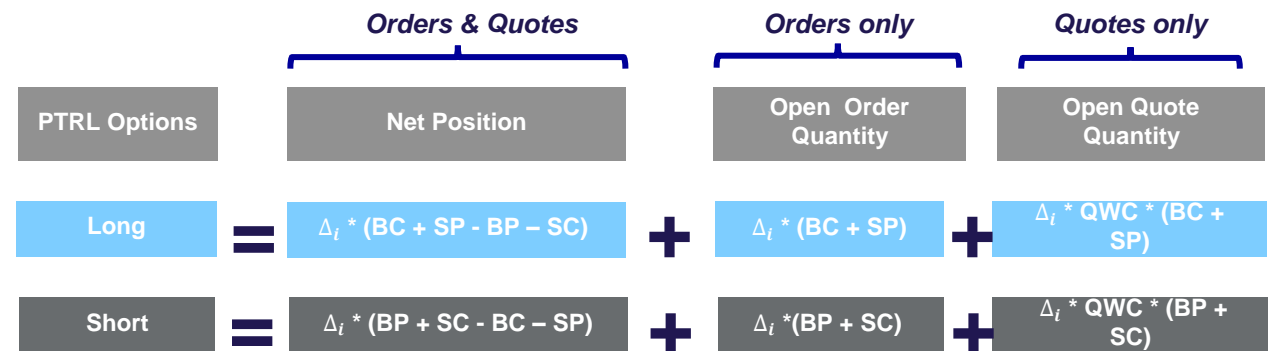 Orders & Quotes Orders only Quotes only
PTRL Options Net Position Open Order Quantity Open Quote Quantity
Long = Δᵢ * (BC + SP - BP – SC) + Δᵢ * (BC + SP) + Δᵢ * QWC * (BC + SP)
Short = Δᵢ * (BP + SC - BC – SP) + Δᵢ *(BP + SC) + Δᵢ * QWC * (BP + SC)